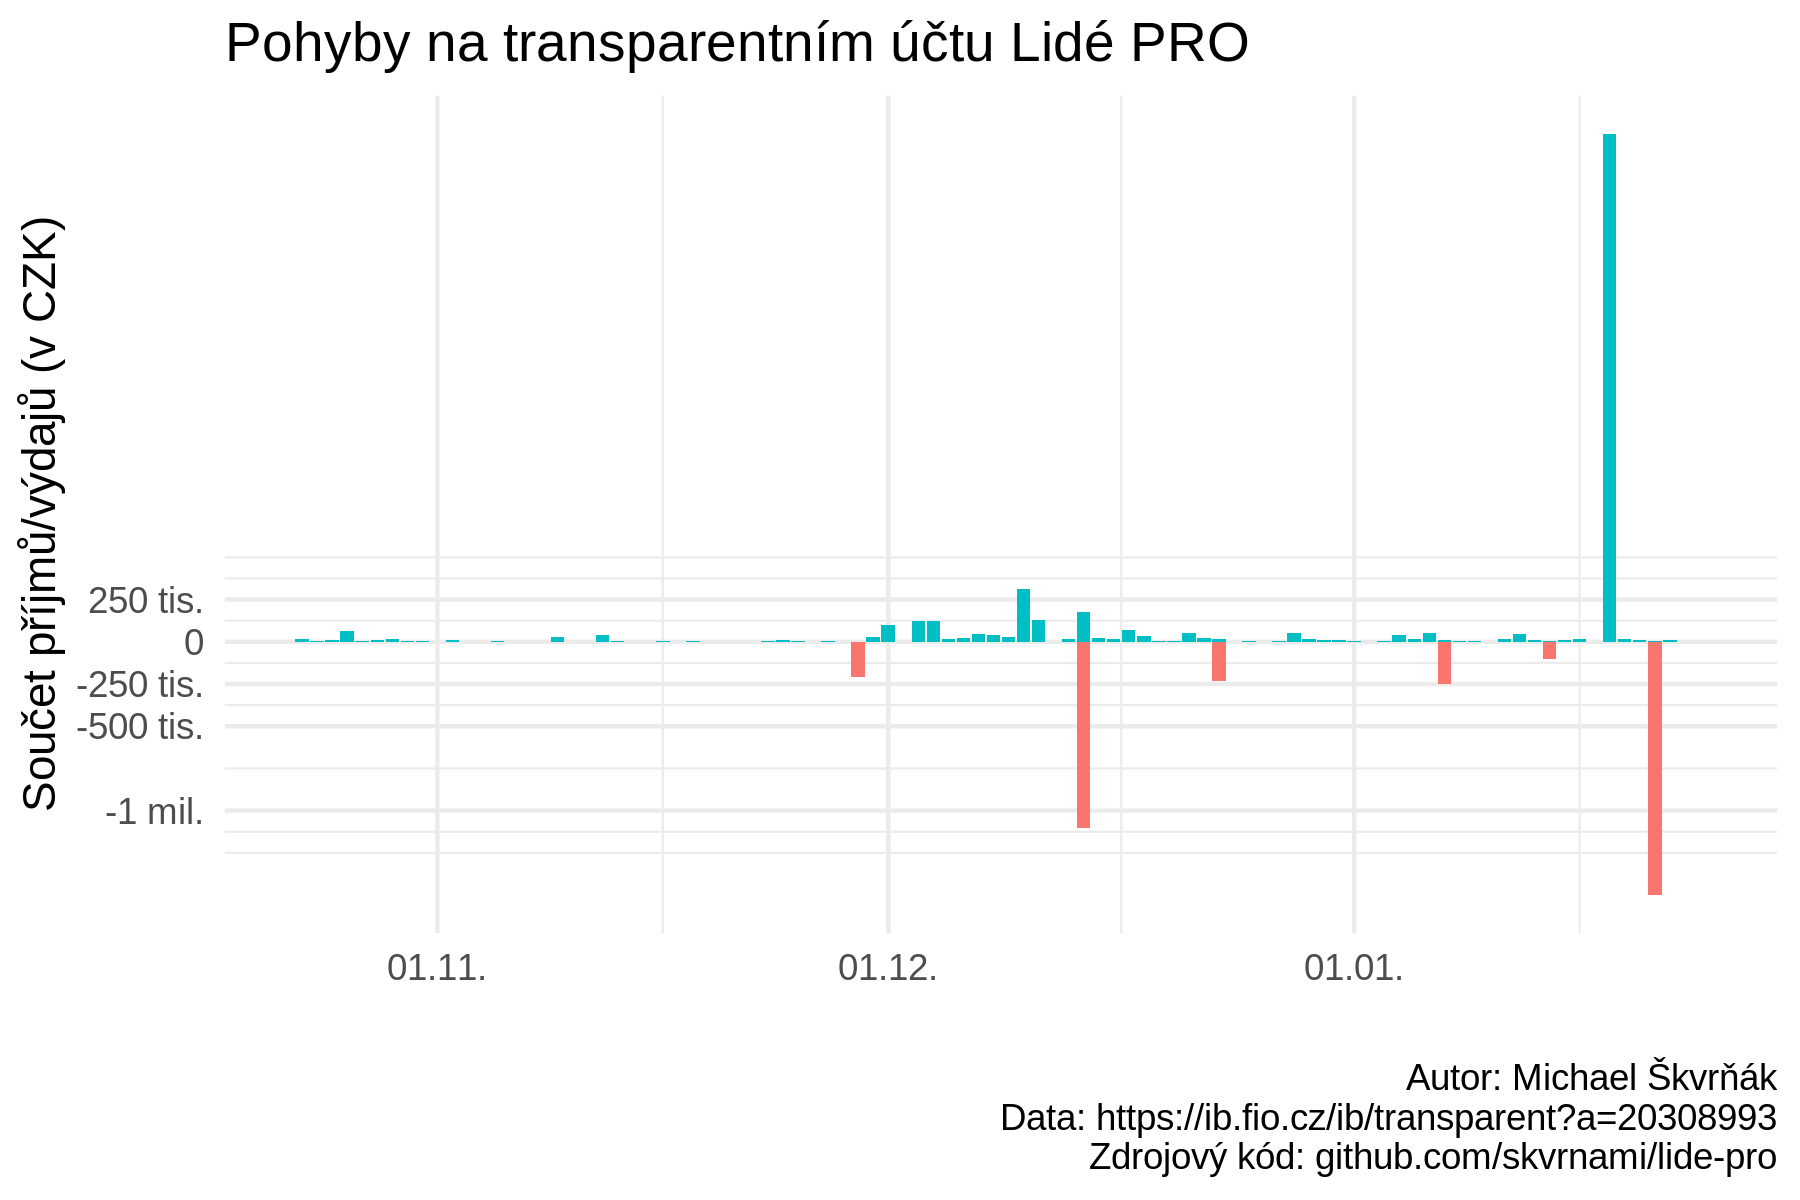 Pohyby na transparentním účtu Lidé PRO
Součet příjmů/výdajů (v CZK)
250 tis.
0
-250 tis.
-500 tis.
-1 mil.
01.11.
01.12.
01.01.
Autor: Michael Škvrňák
Data: https://ib.fio.cz/ib/transparent?a=20308993
Zdrojový kód: github.com/skvrnami/lide-pro